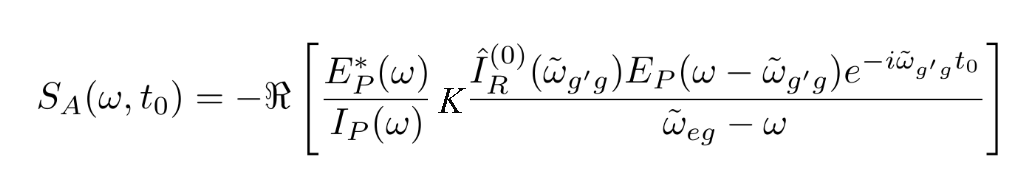 $S_A(\omega, t_0) = -\Re \left[ \frac{E_P^*(\omega)}{I_P(\omega)} K \frac{\hat{I}_R^{(0)}(\tilde{\omega}_{g'g}) E_P(\omega - \tilde{\omega}_{g'g}) e^{-i\tilde{\omega}_{g'g} t_0}}{\tilde{\omega}_{eg} - \omega} \right]$